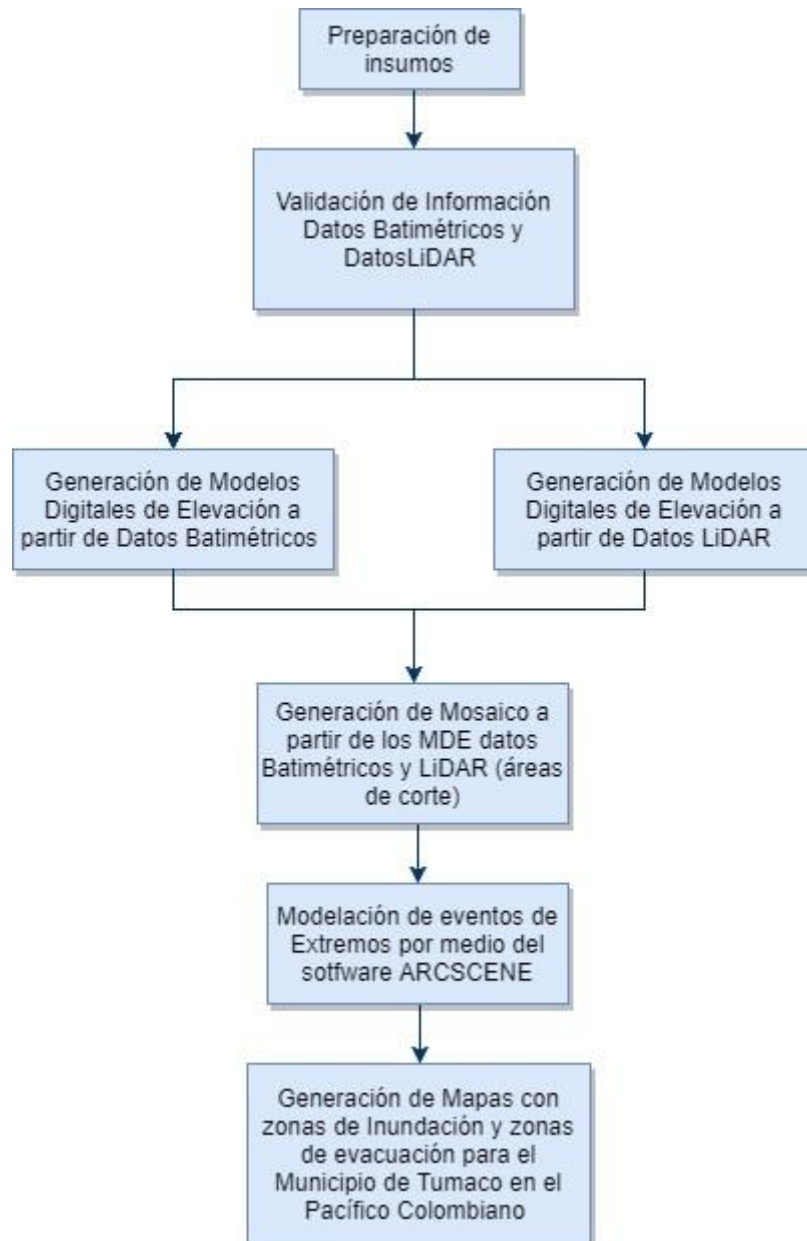 Preparación de
insumos
Validación de Información
Datos Batimétricos y
DatosLiDAR
Generación de Modelos
Digitales de Elevación a
partir de Datos Batimétricos
Generación de Modelos
Digitales de Elevación a
partir de Datos LiDAR
Generación de Mosaico a
partir de los MDE datos
Batimétricos y LiDAR (áreas
de corte)
Modelación de eventos de
Extremos por medio del
sotfware ARCSCENE
Generación de Mapas con
zonas de Inundación y zonas
de evacuación para el
Municipio de Tumaco en el
Pacífico Colombiano